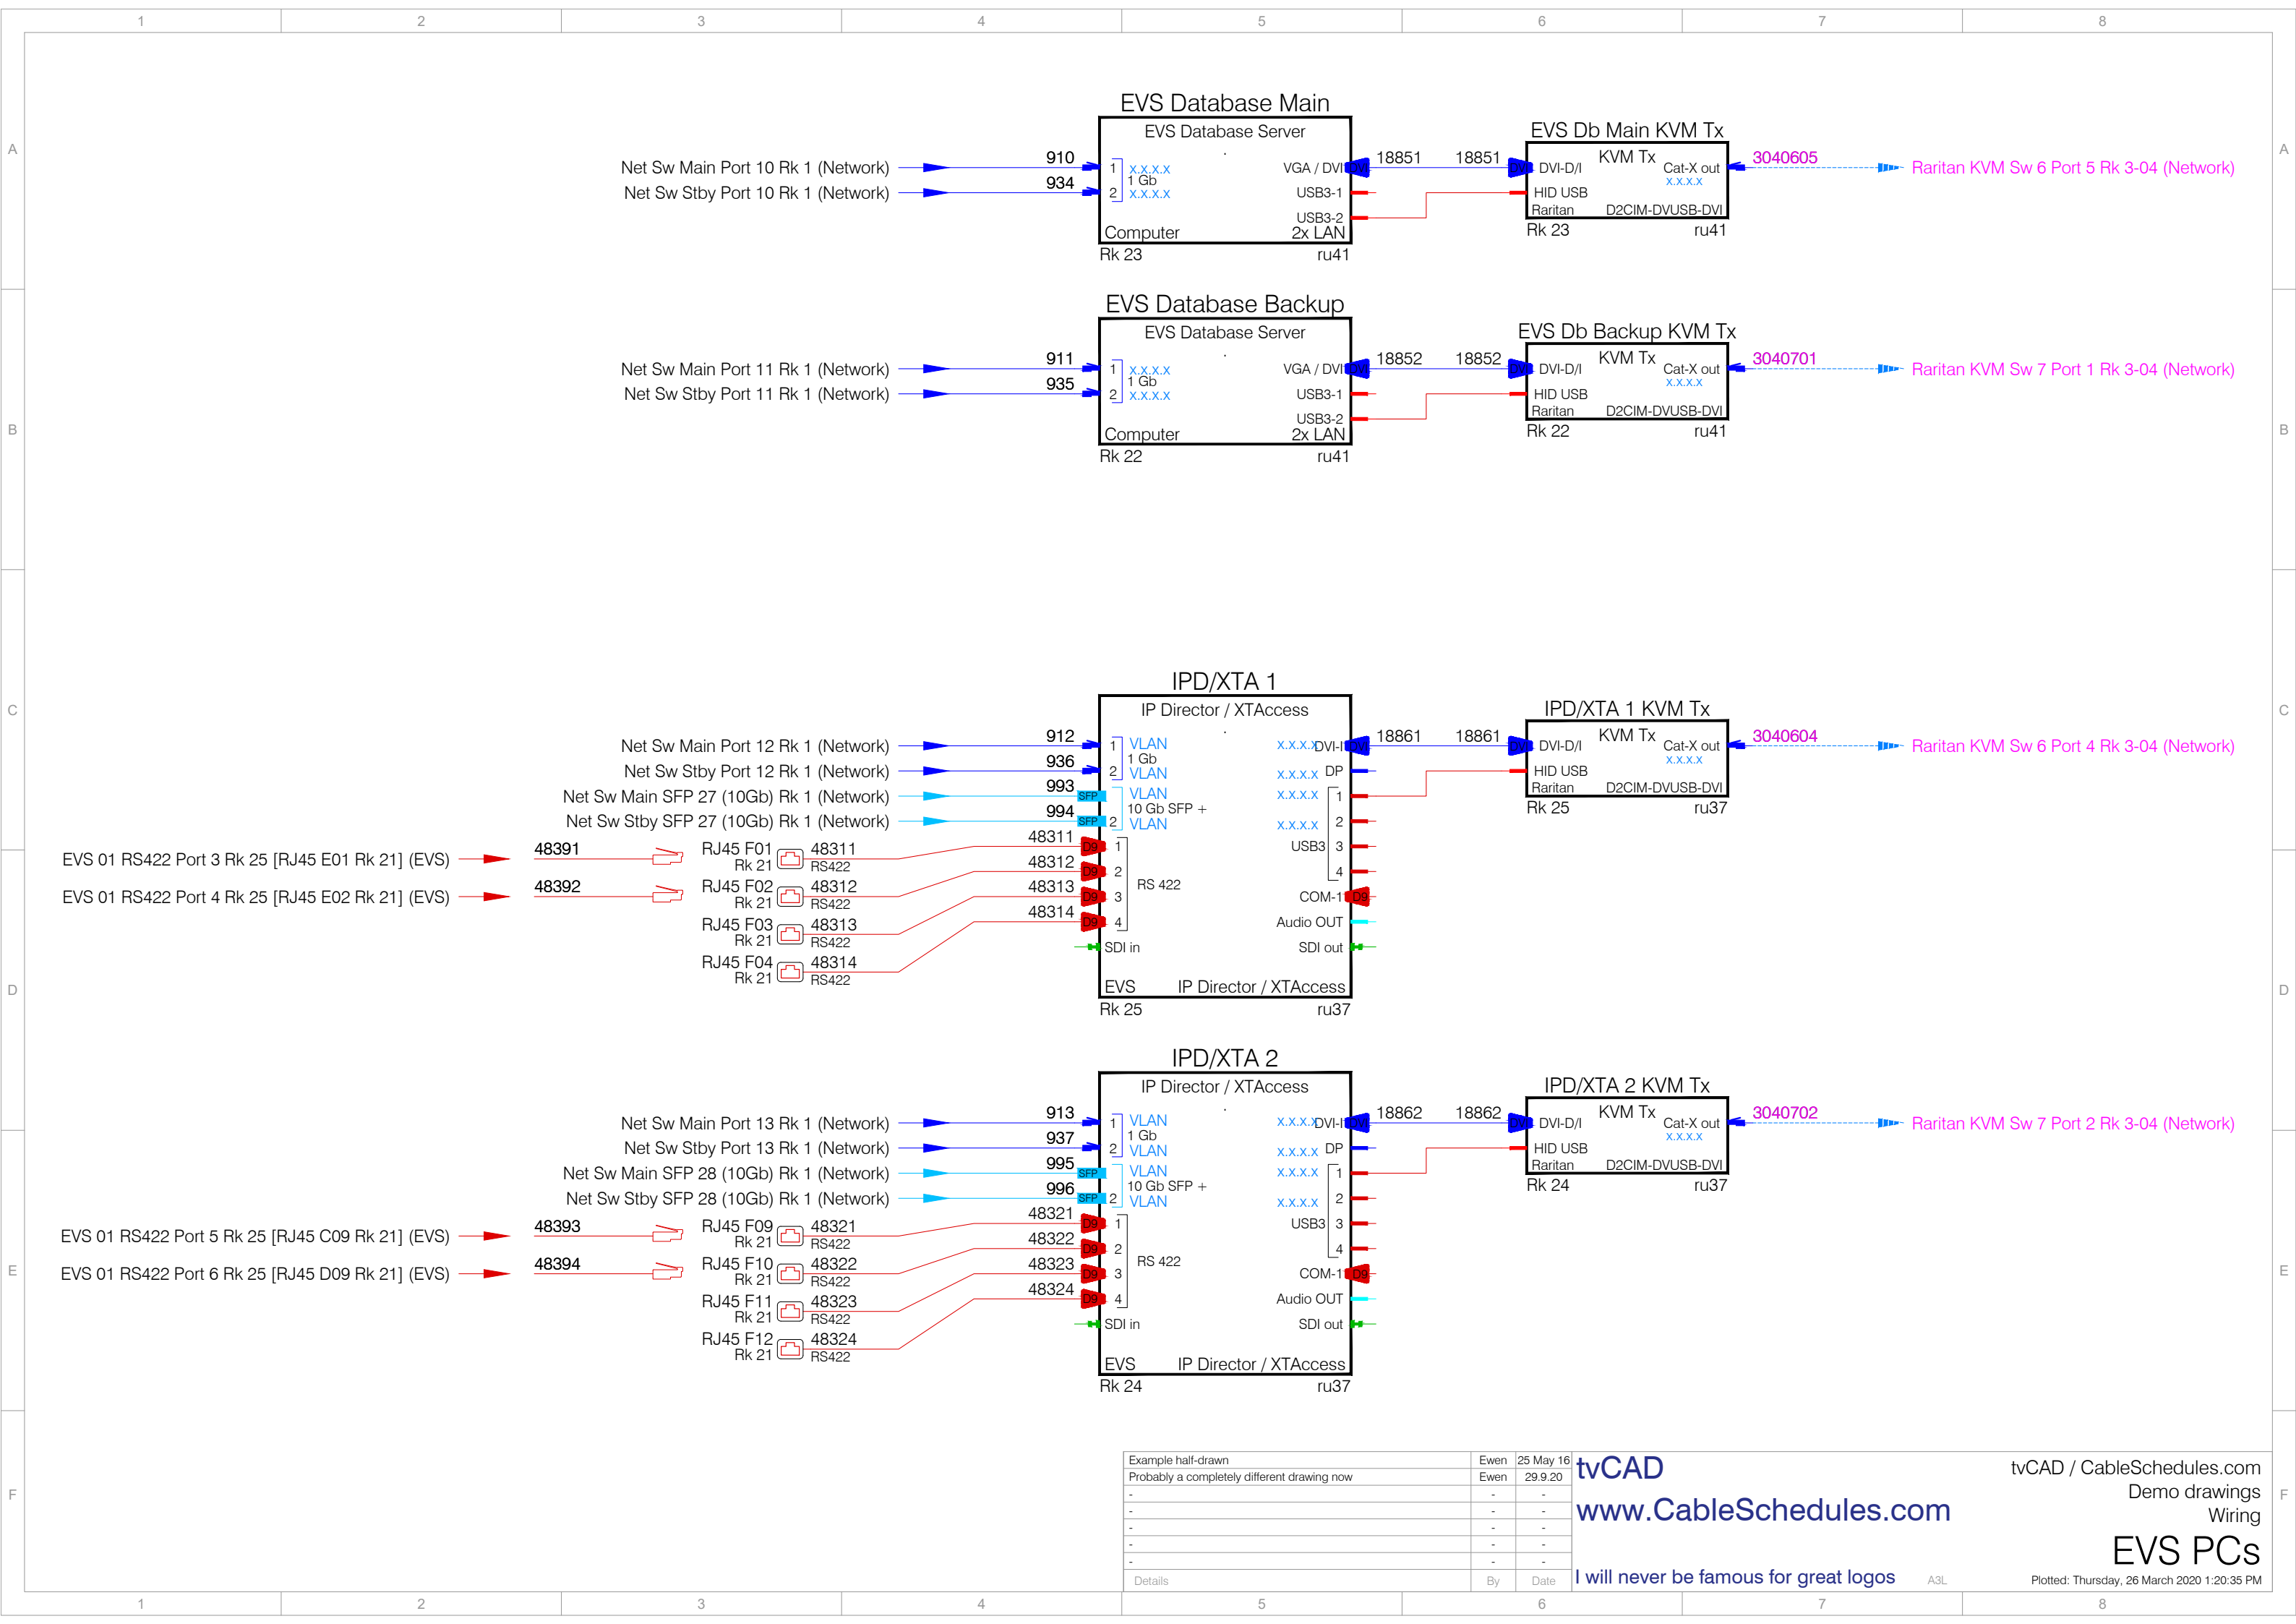 1 2 3 4 5 6 7 8
A A
EVS Database Main
EVS Database Server
Net Sw Main Port 10 Rk 1 (Network) 910 1 x.x.x.x VGA / DVI DVI 18851 18851
1 Gb
Net Sw Stby Port 10 Rk 1 (Network) 934 2 x.x.x.x USB3-1
USB3-2
Computer 2x LAN
Rk 23 ru41
EVS Db Main KVM Tx
KVM Tx
DVI DVI-D/I Cat-X out 3040605 Raritan KVM Sw 6 Port 5 Rk 3-04 (Network)
x.x.x.x
HID USB
Raritan D2CIM-DVUSB-DVI
Rk 23 ru41
B B
EVS Database Backup
EVS Database Server
Net Sw Main Port 11 Rk 1 (Network) 911 1 x.x.x.x VGA / DVI DVI 18852 18852
1 Gb
Net Sw Stby Port 11 Rk 1 (Network) 935 2 x.x.x.x USB3-1
USB3-2
Computer 2x LAN
Rk 22 ru41
EVS Db Backup KVM Tx
KVM Tx
DVI DVI-D/I Cat-X out 3040701 Raritan KVM Sw 7 Port 1 Rk 3-04 (Network)
x.x.x.x
HID USB
Raritan D2CIM-DVUSB-DVI
Rk 22 ru41
C C
IPD/XTA 1
IP Director / XTAccess
Net Sw Main Port 12 Rk 1 (Network) 912 1 VLAN x.x.x.x DVI-I DVI 18861 18861
1 Gb
Net Sw Stby Port 12 Rk 1 (Network) 936 2 VLAN x.x.x.x DP
Net Sw Main SFP 27 (10Gb) Rk 1 (Network) 993 SFP VLAN x.x.x.x 1
10 Gb SFP +
Net Sw Stby SFP 27 (10Gb) Rk 1 (Network) 994 SFP 2 VLAN x.x.x.x 2
48311 D9 1 USB3 3
48312 D9 2 4
RS 422
48313 D9 3 COM-1 D9
48314 D9 4 Audio OUT
SDI in SDI out
EVS IP Director / XTAccess
Rk 25 ru37
IPD/XTA 1 KVM Tx
KVM Tx
DVI DVI-D/I Cat-X out 3040604 Raritan KVM Sw 6 Port 4 Rk 3-04 (Network)
x.x.x.x
HID USB
Raritan D2CIM-DVUSB-DVI
Rk 25 ru37
EVS 01 RS422 Port 3 Rk 25 [RJ45 E01 Rk 21] (EVS) 48391 RJ45 F01 48311
Rk 21 RS422
EVS 01 RS422 Port 4 Rk 25 [RJ45 E02 Rk 21] (EVS) 48392 RJ45 F02 48312
Rk 21 RS422
RJ45 F03 48313
Rk 21 RS422
RJ45 F04 48314
Rk 21 RS422
D D
IPD/XTA 2
IP Director / XTAccess
Net Sw Main Port 13 Rk 1 (Network) 913 1 VLAN x.x.x.x DVI-I DVI 18862 18862
1 Gb
Net Sw Stby Port 13 Rk 1 (Network) 937 2 VLAN x.x.x.x DP
Net Sw Main SFP 28 (10Gb) Rk 1 (Network) 995 SFP VLAN x.x.x.x 1
10 Gb SFP +
Net Sw Stby SFP 28 (10Gb) Rk 1 (Network) 996 SFP 2 VLAN x.x.x.x 2
48321 D9 1 USB3 3
48322 D9 2 4
RS 422
48323 D9 3 COM-1 D9
48324 D9 4 Audio OUT
SDI in SDI out
EVS IP Director / XTAccess
Rk 24 ru37
IPD/XTA 2 KVM Tx
KVM Tx
DVI DVI-D/I Cat-X out 3040702 Raritan KVM Sw 7 Port 2 Rk 3-04 (Network)
x.x.x.x
HID USB
Raritan D2CIM-DVUSB-DVI
Rk 24 ru37
EVS 01 RS422 Port 5 Rk 25 [RJ45 C09 Rk 21] (EVS) 48393 RJ45 F09 48321
Rk 21 RS422
EVS 01 RS422 Port 6 Rk 25 [RJ45 D09 Rk 21] (EVS) 48394 RJ45 F10 48322
Rk 21 RS422
RJ45 F11 48323
Rk 21 RS422
RJ45 F12 48324
Rk 21 RS422
E E
F F
Example half-drawn Ewen 25 May 16
Probably a completely different drawing now Ewen 29.9.20
- - -
- - -
- - -
- - -
- - -
Details By Date
tvCAD
www.CableSchedules.com
I will never be famous for great logos A3L
tvCAD / CableSchedules.com
Demo drawings
Wiring
EVS PCs
Plotted: Thursday, 26 March 2020 1:20:35 PM
1 2 3 4 5 6 7 8